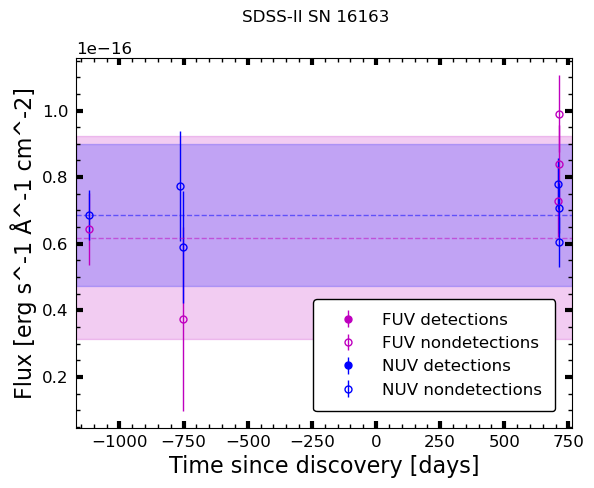 SDSS-II SN 16163
1e−16
1.0
0.8
0.6
0.4
0.2
Flux [erg s^-1 Å^-1 cm^-2]
FUV detections
FUV nondetections
NUV detections
NUV nondetections
−1000 −750 −500 −250 0 250 500 750
Time since discovery [days]